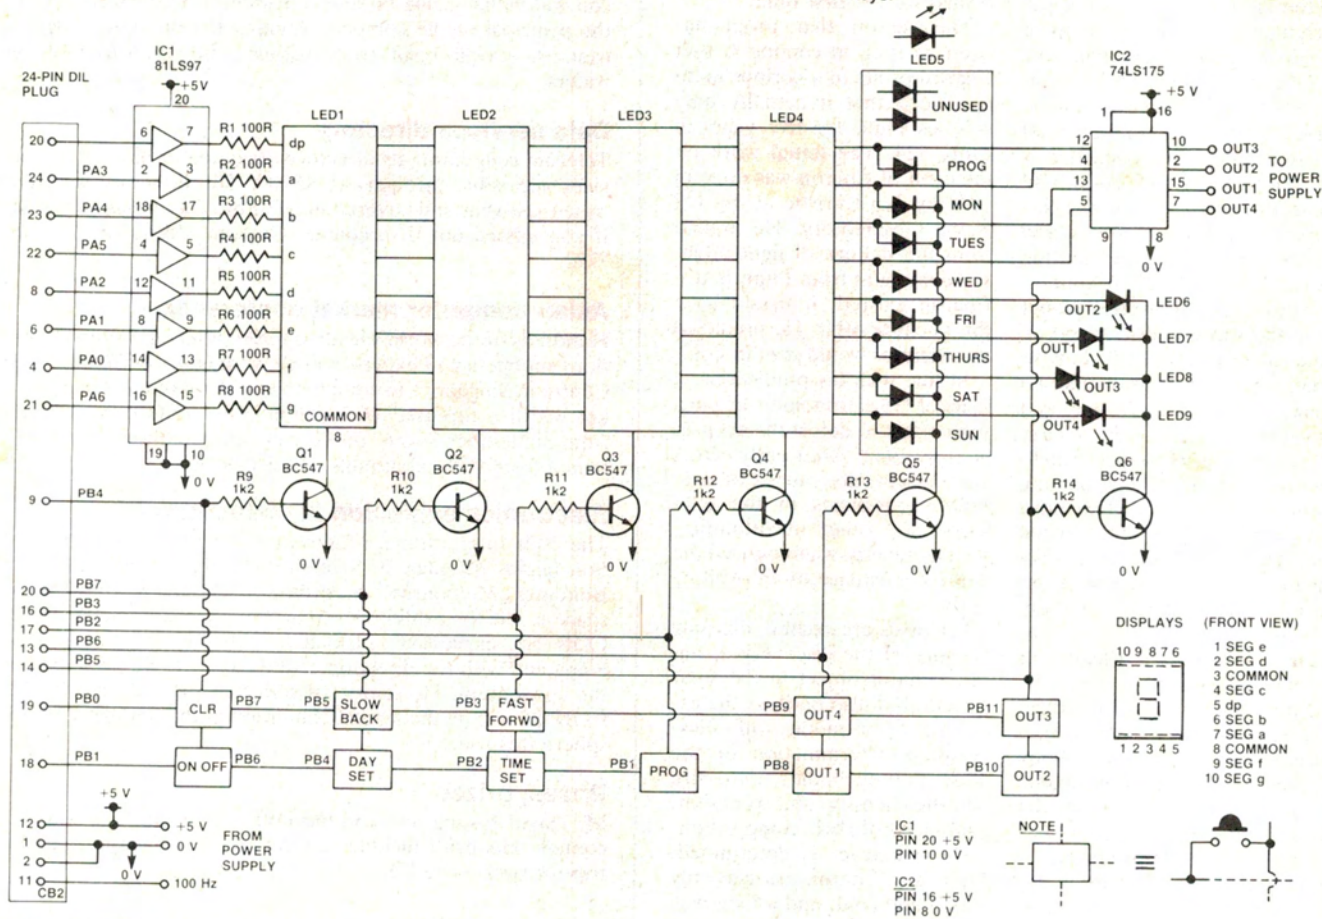 LED5
IC1
81LS97
+5 V
20
24-PIN DIL
PLUG
IC2
74LS175
+5 V
1
16
LED1
LED2
LED3
LED4
UNUSED
20
6
7
R1 100R
dp
24
PA3
2
3
R2 100R
a
23
PA4
18
17
R3 100R
b
22
PA5
4
5
R4 100R
c
8
PA2
12
11
R5 100R
d
6
PA1
8
9
R6 100R
e
4
PA0
14
13
R7 100R
f
21
PA6
16
15
R8 100R
g
COMMON
8
19
10
0 V
PROG
MON
TUES
WED
FRI
THURS
SAT
SUN
12
10
OUT3
4
2
OUT2
13
15
OUT1
5
7
OUT4
9
8
0 V
TO
POWER
SUPPLY
OUT2
LED6
OUT1
LED7
OUT3
LED8
OUT4
LED9
9
PB4
R9
1k2
Q1
BC547
0 V
R10
1k2
Q2
BC547
0 V
R11
1k2
Q3
BC547
0 V
R12
1k2
Q4
BC547
0 V
R13
1k2
Q5
BC547
0 V
R14
1k2
Q6
BC547
0 V
20
PB7
16
PB3
17
PB2
13
PB6
14
PB5
19
PB0
CLR
PB7
PB5
SLOW
BACK
PB3
FAST
FORWD
PB9
OUT4
PB11
OUT3
18
PB1
ON OFF
PB6
PB4
DAY
SET
PB2
TIME
SET
PB1
PROG
PB8
OUT1
PB10
OUT2
+5 V
12
+5 V
1
0 V
2
0 V
11
100 Hz
CB2
FROM
POWER
SUPPLY
DISPLAYS
(FRONT VIEW)
10 9 8 7 6
1 2 3 4 5
1 SEG e
2 SEG d
3 COMMON
4 SEG c
5 dp
6 SEG b
7 SEG a
8 COMMON
9 SEG f
10 SEG g
IC1
PIN 20 +5 V
PIN 10 0 V
IC2
PIN 16 +5 V
PIN 8 0 V
NOTE